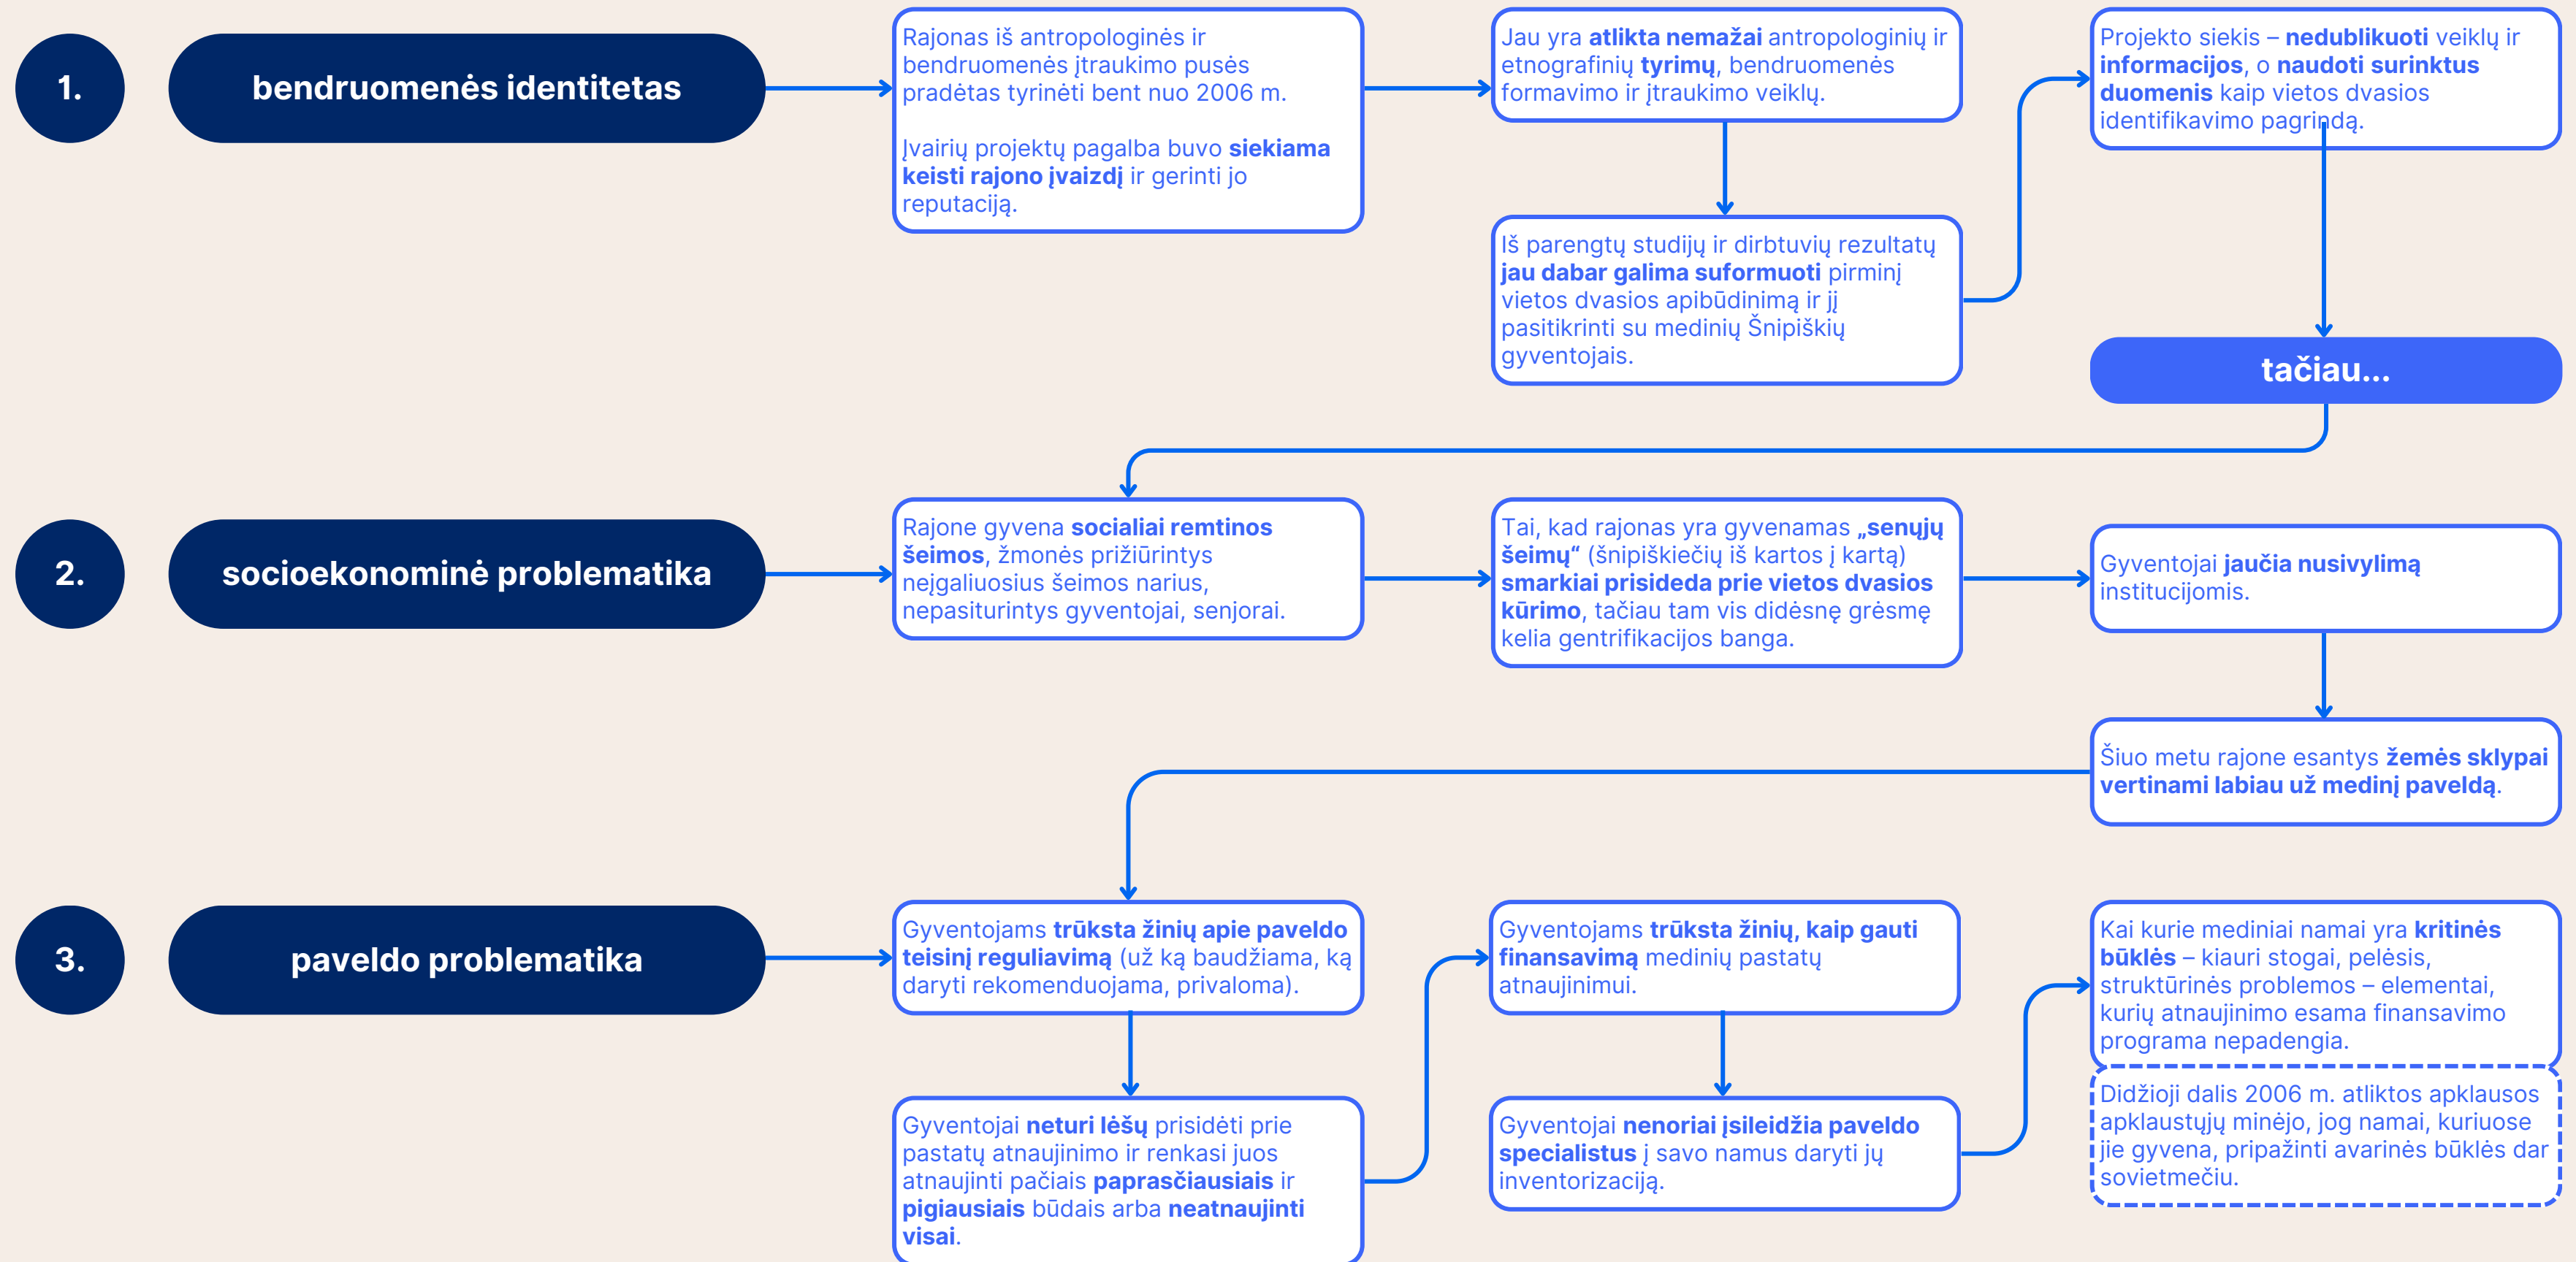 1.
bendruomenės identitetas
Rajonas iš antropologinės ir
bendruomenės įtraukimo pusės
pradėtas tyrinėti bent nuo 2006 m.
Įvairių projektų pagalba buvo siekiama
keisti rajono įvaizdį ir gerinti jo
reputaciją.
Jau yra atlikta nemažai antropologinių ir
etnografinių tyrimų, bendruomenės
formavimo ir įtraukimo veiklų.
Iš parengtų studijų ir dirbtuvių rezultatų
jau dabar galima suformuoti pirminį
vietos dvasios apibūdinimą ir jį
pasitikrinti su medinių Šnipiškių
gyventojais.
Projekto siekis – nedublikuoti veiklų ir
informacijos, o naudoti surinktus
duomenis kaip vietos dvasios
identifikavimo pagrindą.
tačiau...
2.
socioekonominė problematika
Rajone gyvena socialiai remtinos
šeimos, žmonės prižiūrintys
neįgaliuosius šeimos narius,
nepasiturintys gyventojai, senjorai.
Tai, kad rajonas yra gyvenamas „senųjų
šeimų“ (šnipiškiečių iš kartos į kartą)
smarkiai prisideda prie vietos dvasios
kūrimo, tačiau tam vis didėsnę grėsmę
kelia gentrifikacijos banga.
Gyventojai jaučia nusivylimą
institucijomis.
Šiuo metu rajone esantys žemės sklypai
vertinami labiau už medinį paveldą.
3.
paveldo problematika
Gyventojams trūksta žinių apie paveldo
teisinį reguliavimą (už ką baudžiama, ką
daryti rekomenduojama, privaloma).
Gyventojai neturi lėšų prisidėti prie
pastatų atnaujinimo ir renkasi juos
atnaujinti pačiais paprasčiausiais ir
pigiausiais būdais arba neatnaujinti
visai.
Gyventojams trūksta žinių, kaip gauti
finansavimą medinių pastatų
atnaujinimui.
Gyventojai nenoriai įsileidžia paveldo
specialistus į savo namus daryti jų
inventorizaciją.
Kai kurie mediniai namai yra kritinės
būklės – kiauri stogai, pelėsis,
struktūrinės problemos – elementai,
kurių atnaujinimo esama finansavimo
programa nepadengia.
Didžioji dalis 2006 m. atliktos apklausos
apklaustųjų minėjo, jog namai, kuriuose
jie gyvena, pripažinti avarinės būklės dar
sovietmečiu.